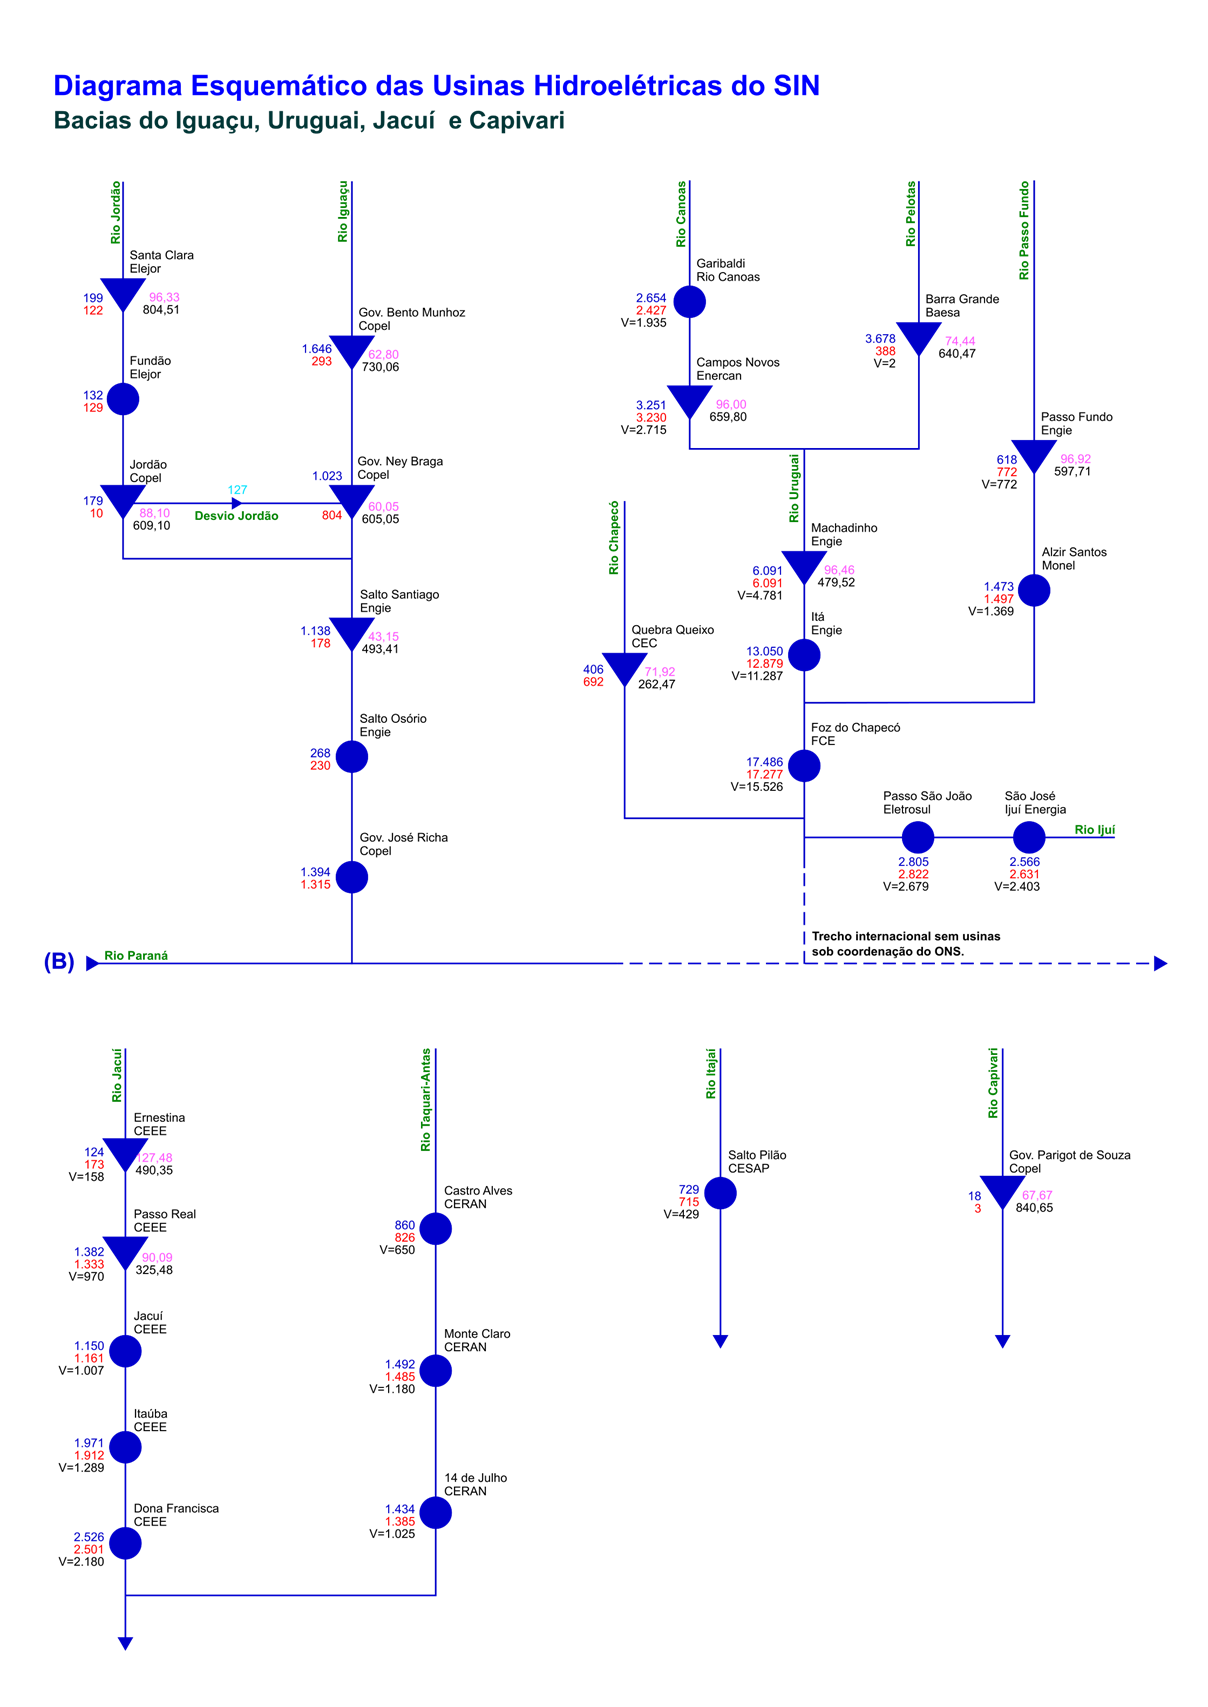 Diagrama Esquemático das Usinas Hidroelétricas do SIN
Bacias do Iguaçu, Uruguai, Jacuí e Capivari
Rio Jordão
Santa Clara
Elejor
199
122
96,33
804,51
Fundão
Elejor
132
129
Jordão
Copel
179
10
88,10
609,10
127
Desvio Jordão
Rio Iguaçu
Gov. Bento Munhoz
Copel
1.646
293
62,80
730,06
Gov. Ney Braga
Copel
1.023
804
60,05
605,05
Salto Santiago
Engie
1.138
178
43,15
493,41
Salto Osório
Engie
268
230
Gov. José Richa
Copel
1.394
1.315
Rio Canoas
Garibaldi
Rio Canoas
2.654
2.427
V=1.935
Campos Novos
Enercan
3.251
3.230
V=2.715
96,00
659,80
Rio Pelotas
Barra Grande
Baesa
3.678
388
V=2
74,44
640,47
Rio Passo Fundo
Passo Fundo
Engie
618
772
V=772
96,92
597,71
Alzir Santos
Monel
1.473
1.497
V=1.369
Rio Uruguai
Machadinho
Engie
6.091
6.091
V=4.781
96,46
479,52
Itá
Engie
13.050
12.879
V=11.287
Rio Chapecó
Quebra Queixo
CEC
406
692
71,92
262,47
Foz do Chapecó
FCE
17.486
17.277
V=15.526
Passo São João
Eletrosul
2.805
2.822
V=2.679
São José
Ijuí Energia
2.566
2.631
V=2.403
Rio Ijuí
Trecho internacional sem usinas
sob coordenação do ONS.
(B)
Rio Paraná
Rio Jacuí
Ernestina
CEEE
124
173
V=158
127,48
490,35
Passo Real
CEEE
1.382
1.333
V=970
90,09
325,48
Jacuí
CEEE
1.150
1.161
V=1.007
Itaúba
CEEE
1.971
1.912
V=1.289
Dona Francisca
CEEE
2.526
2.501
V=2.180
Rio Taquari-Antas
Castro Alves
CERAN
860
826
V=650
Monte Claro
CERAN
1.492
1.485
V=1.180
14 de Julho
CERAN
1.434
1.385
V=1.025
Rio Itajaí
Salto Pilão
CESAP
729
715
V=429
Rio Capivari
Gov. Parigot de Souza
Copel
18
3
67,67
840,65